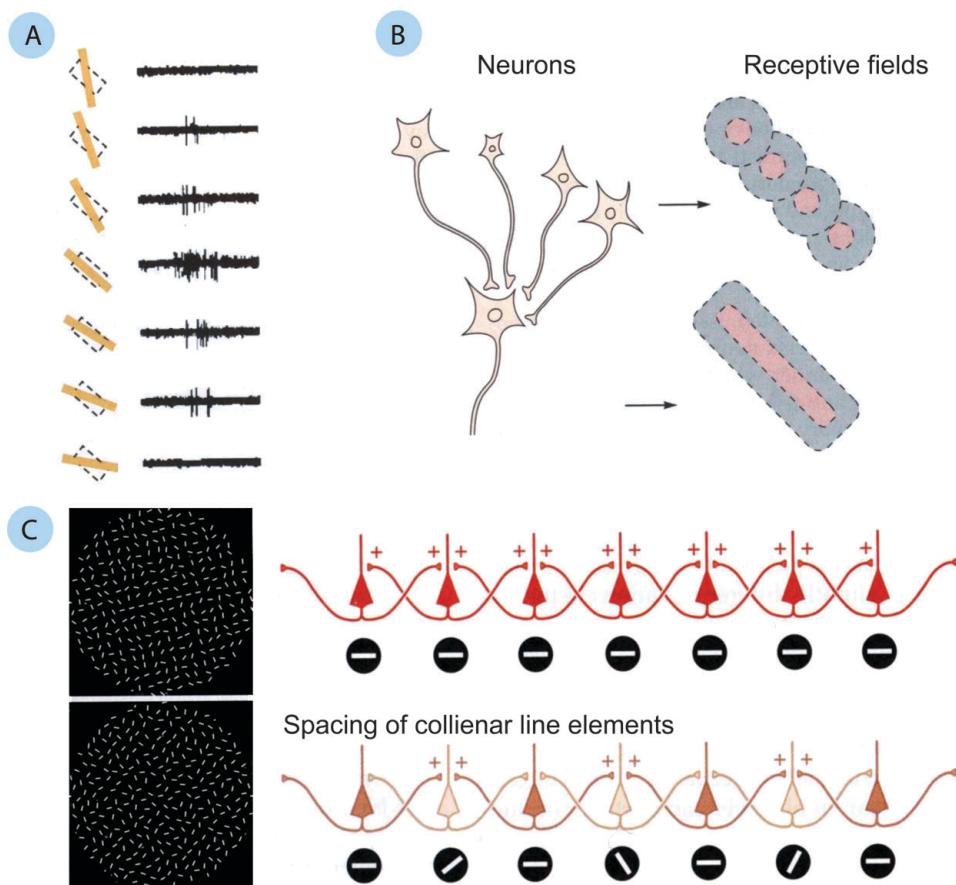 A
B
Neurons
Receptive fields
C
+ + + + + + + + + +
Spacing of collienar line elements
+ + + + + +